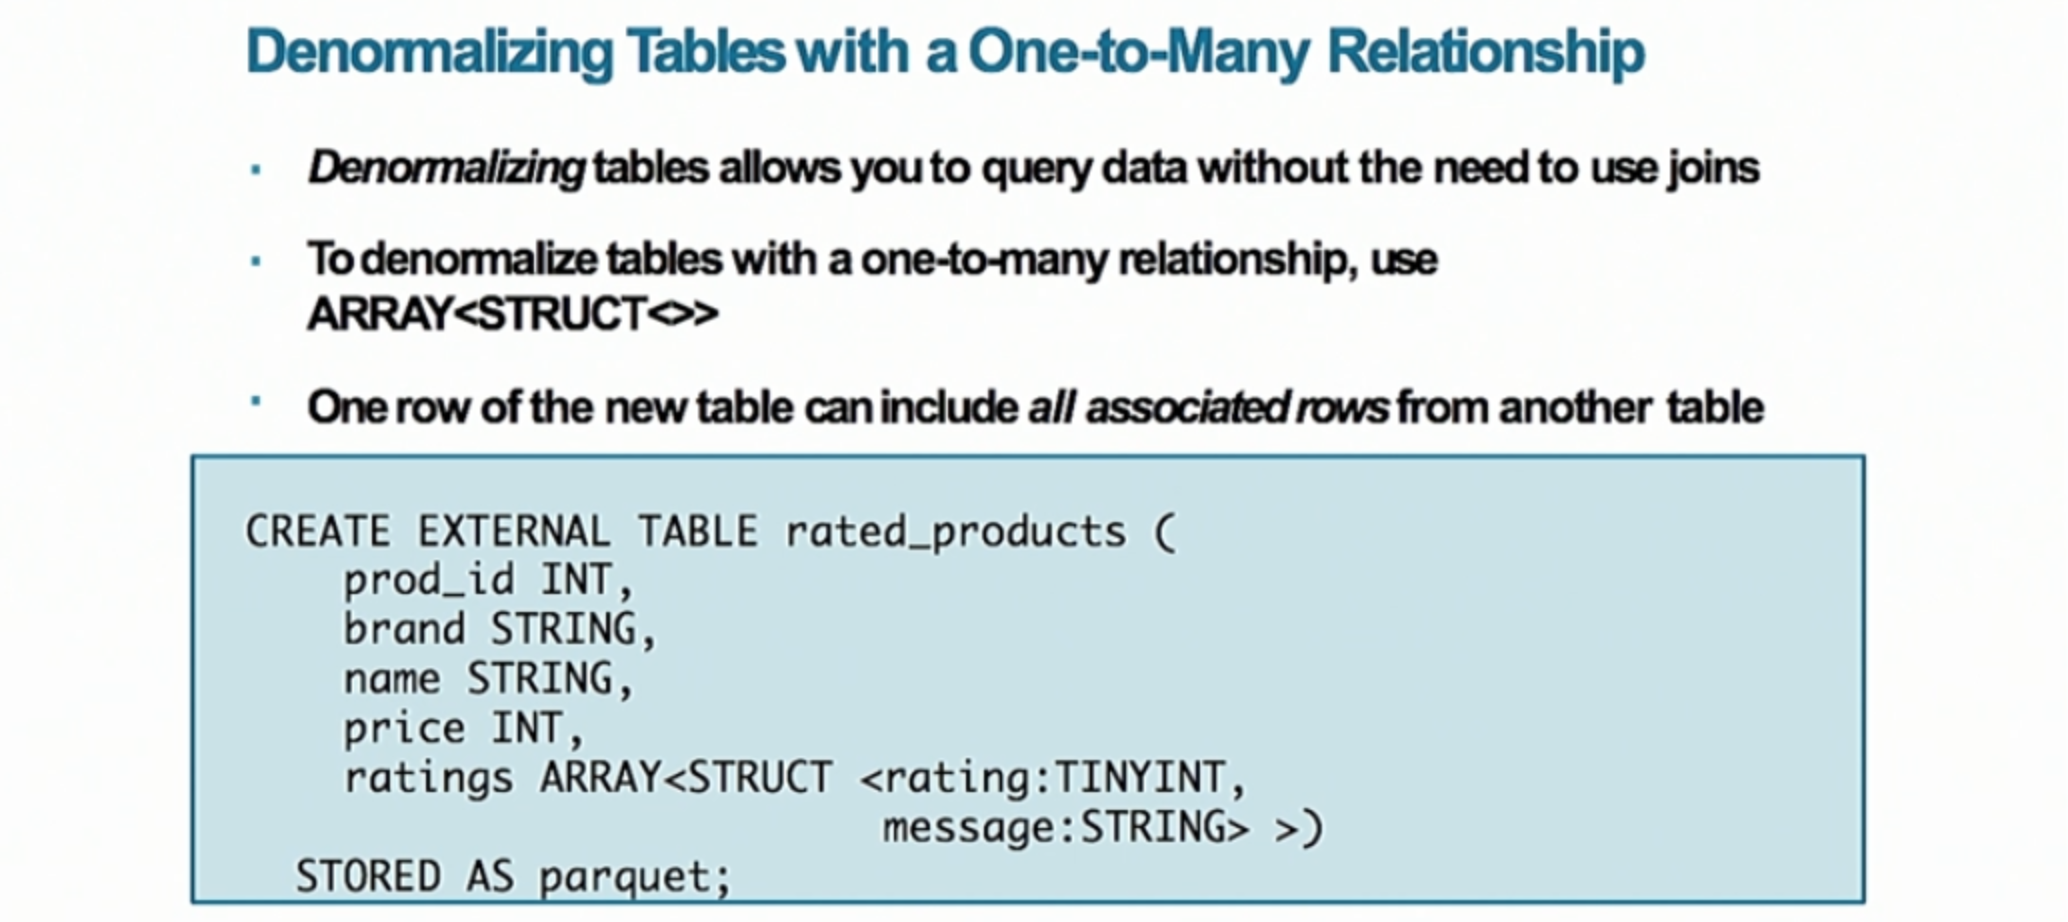 Denormalizing Tables with a One-to-Many Relationship
▪ Denormalizing tables allows you to query data without the need to use joins
▪ To denormalize tables with a one-to-many relationship, use
ARRAY<STRUCT<>>
▪ One row of the new table can include all associated rows from another table
CREATE EXTERNAL TABLE rated_products (
    prod_id INT,
    brand STRING,
    name STRING,
    price INT,
    ratings ARRAY<STRUCT <rating:TINYINT,
                          message:STRING> >)
  STORED AS parquet;